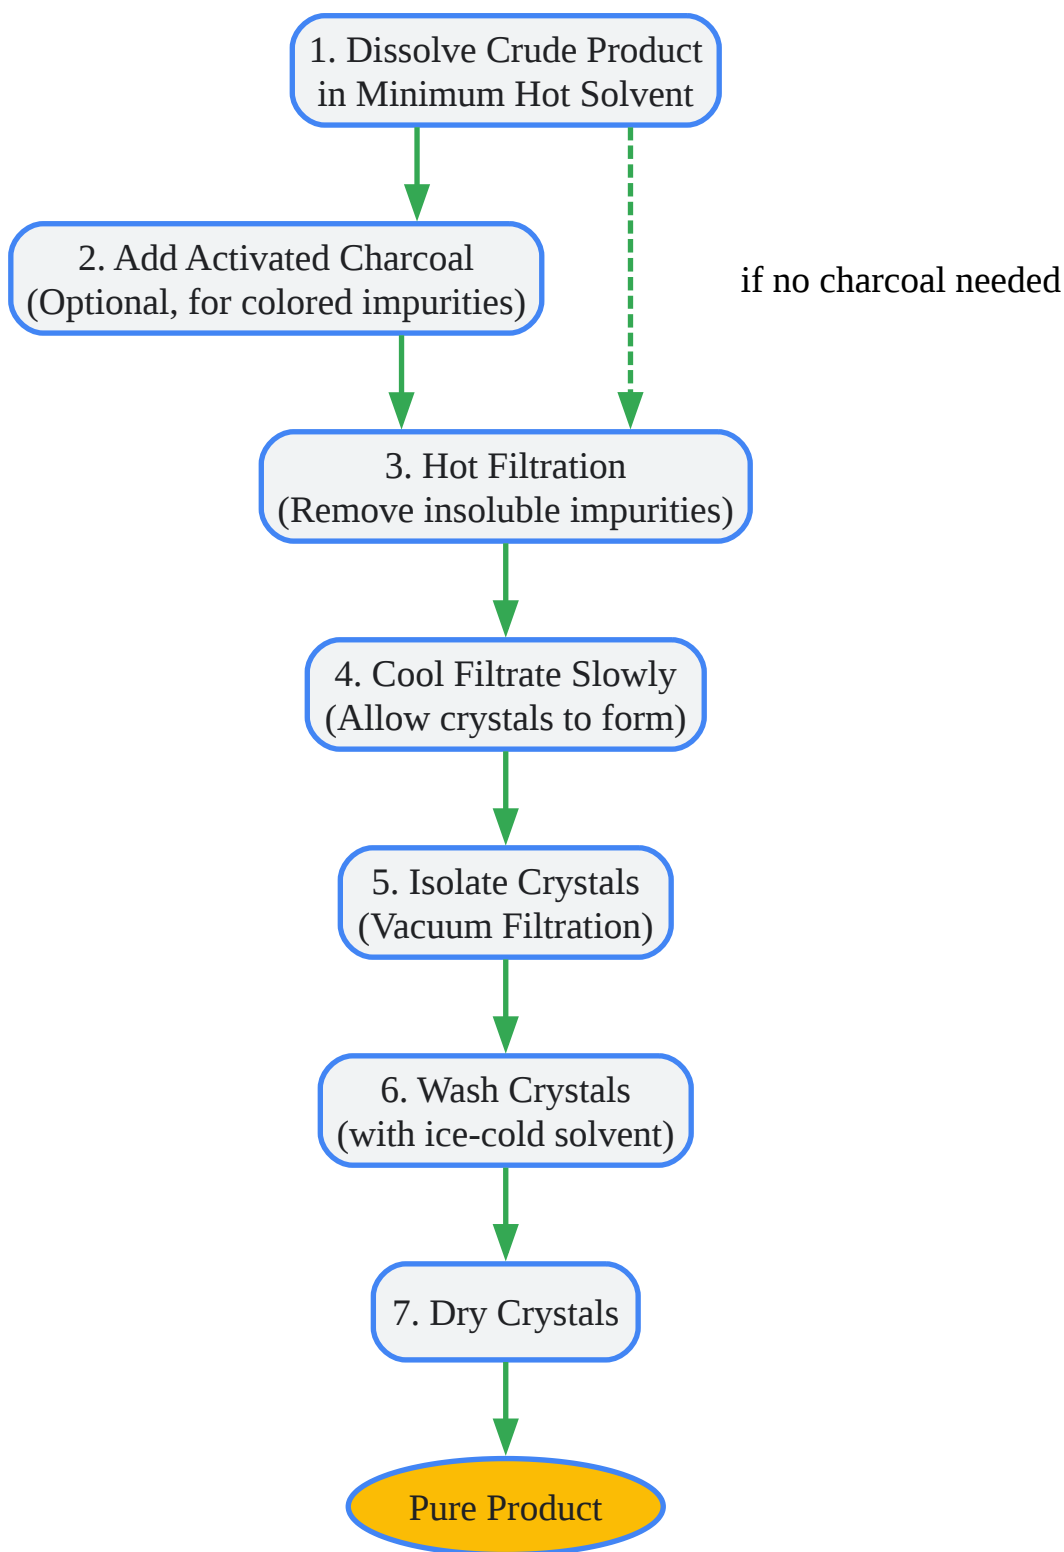 1. Dissolve Crude Product
in Minimum Hot Solvent
2. Add Activated Charcoal
(Optional, for colored impurities)
if no charcoal needed
3. Hot Filtration
(Remove insoluble impurities)
4. Cool Filtrate Slowly
(Allow crystals to form)
5. Isolate Crystals
(Vacuum Filtration)
6. Wash Crystals
(with ice-cold solvent)
7. Dry Crystals
Pure Product